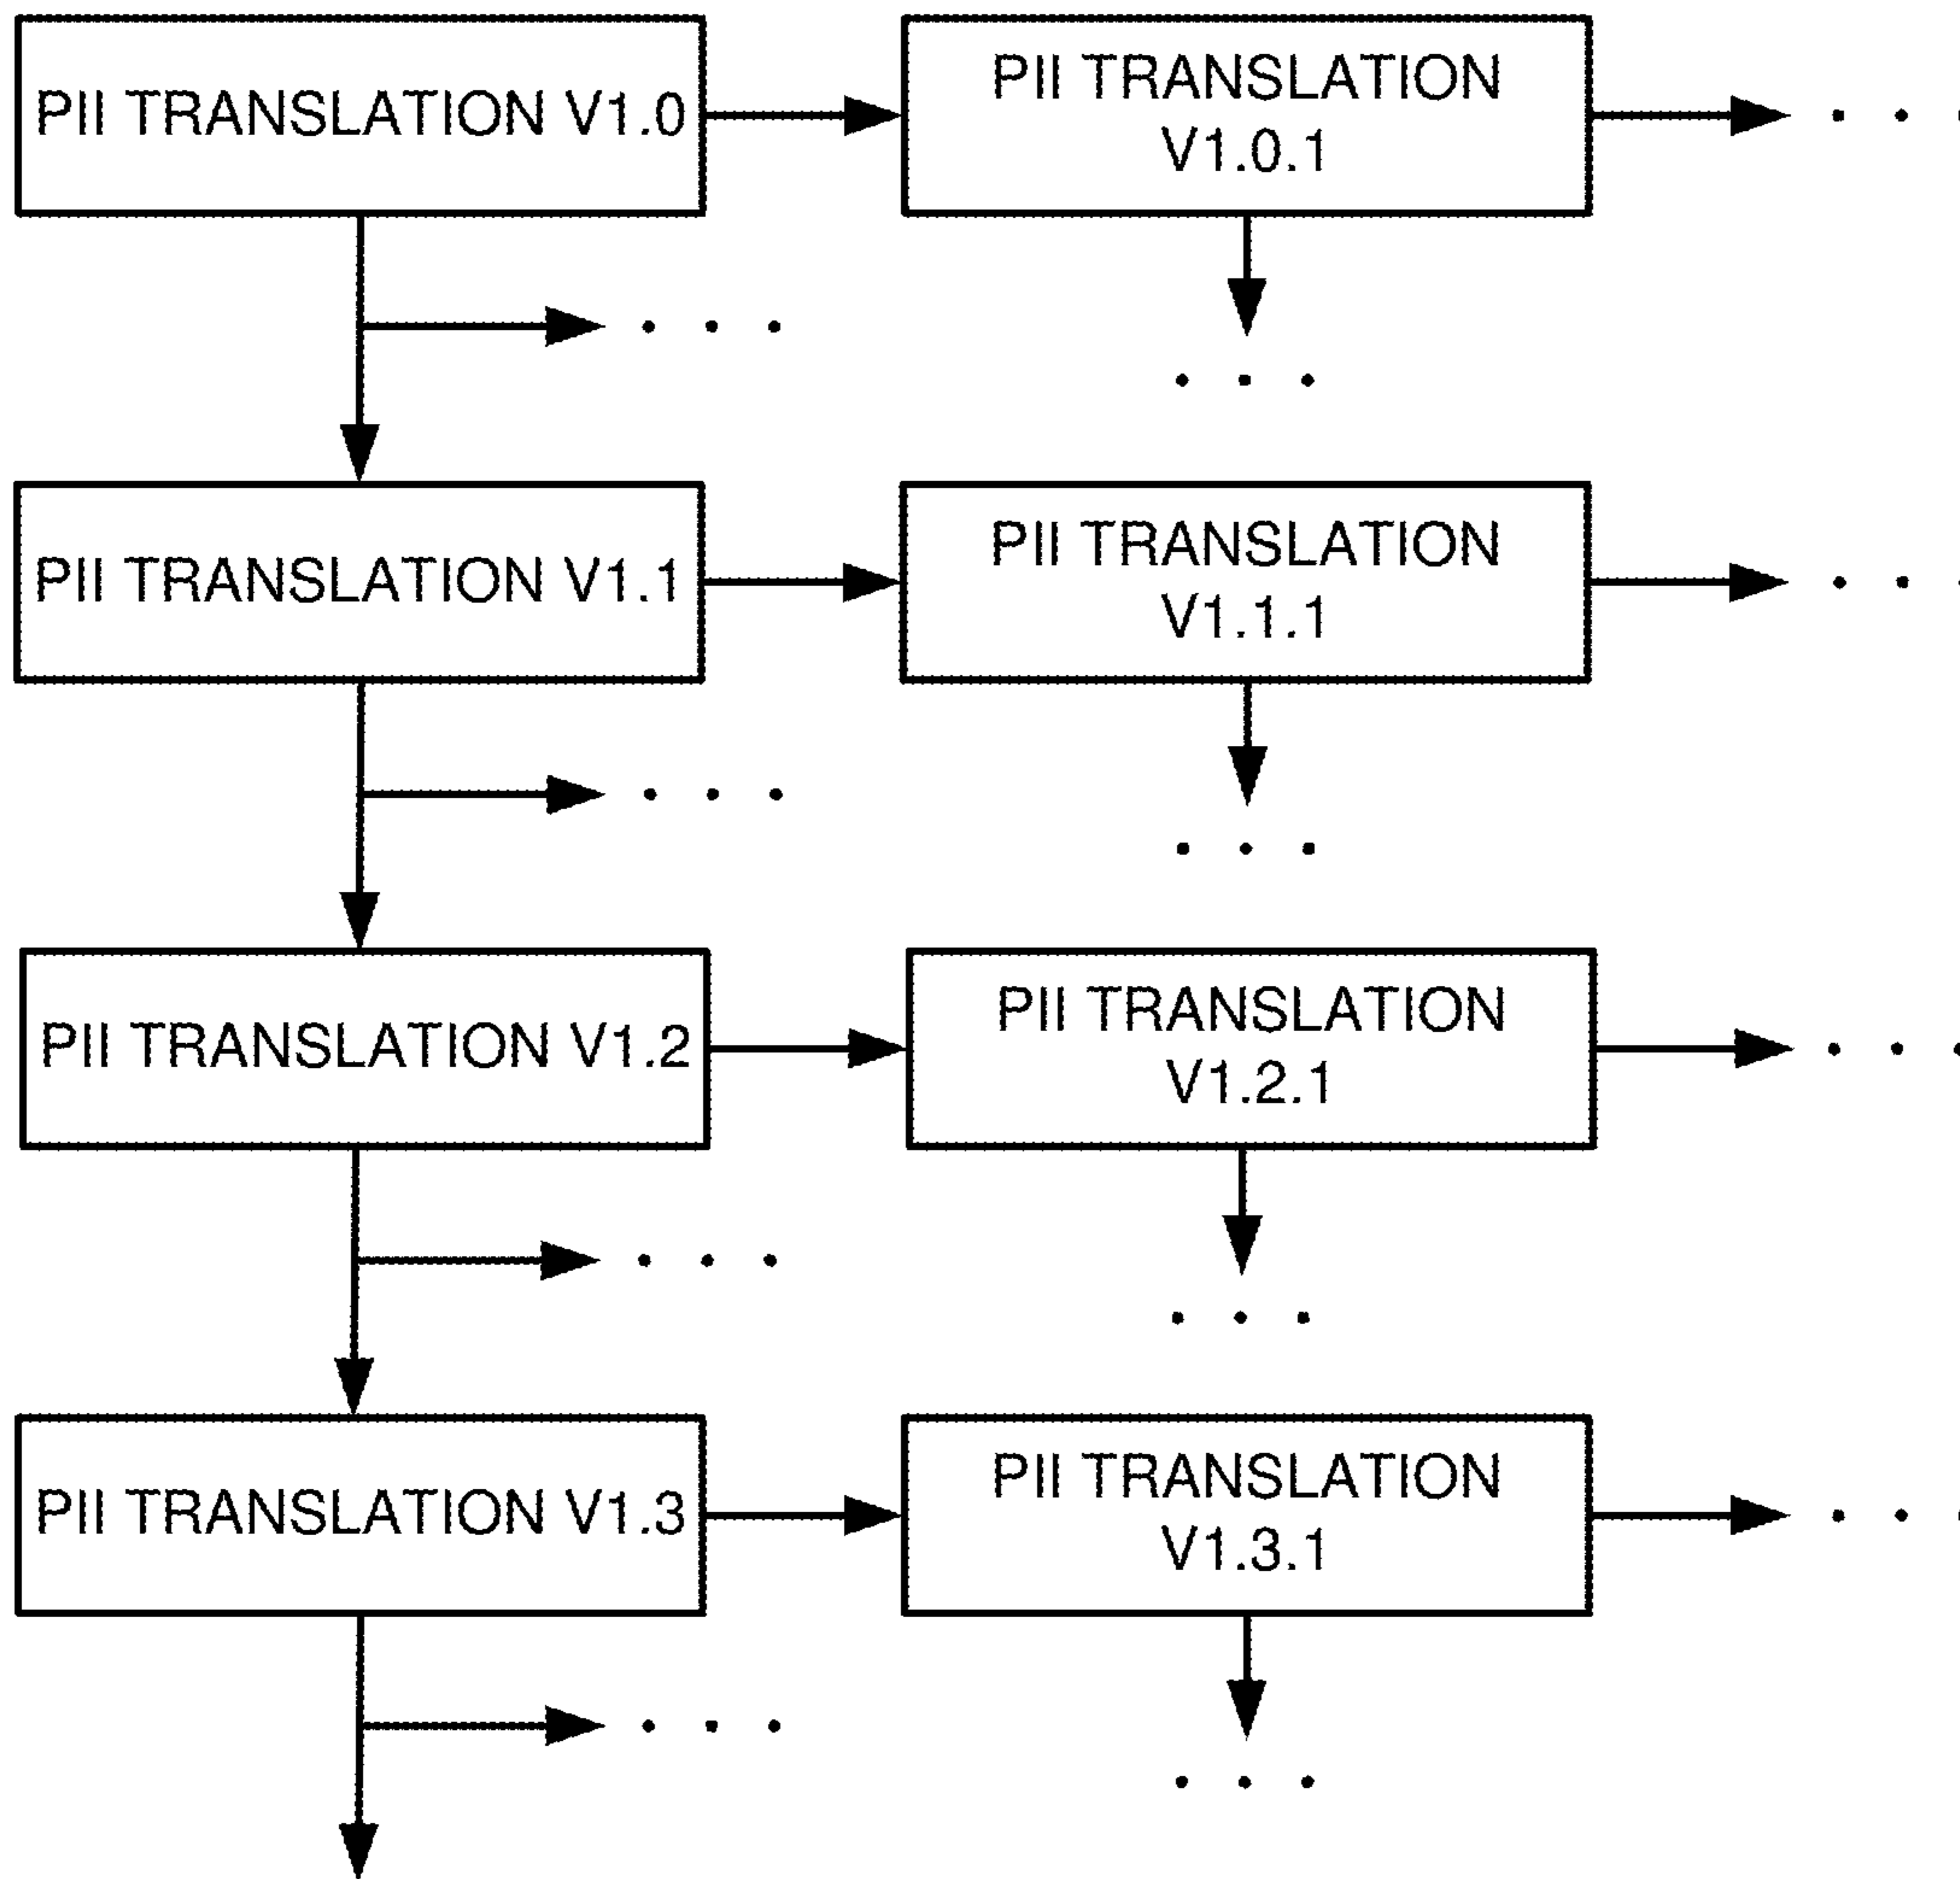 PII TRANSLATION V1.0
PII TRANSLATION
V1.0.1
PII TRANSLATION V1.1
PII TRANSLATION
V1.1.1
PII TRANSLATION V1.2
PII TRANSLATION
V1.2.1
PII TRANSLATION V1.3
PII TRANSLATION
V1.3.1